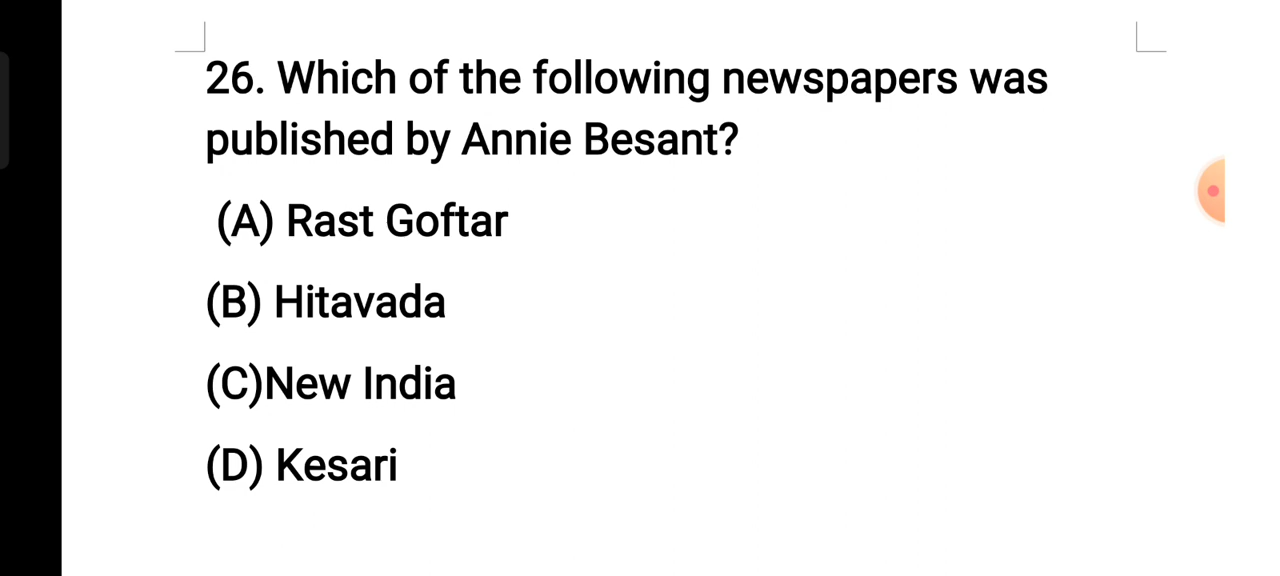 26. Which of the following newspapers was
published by Annie Besant?
(A) Rast Goftar
(B) Hitavada
(C)New India
(D) Kesari